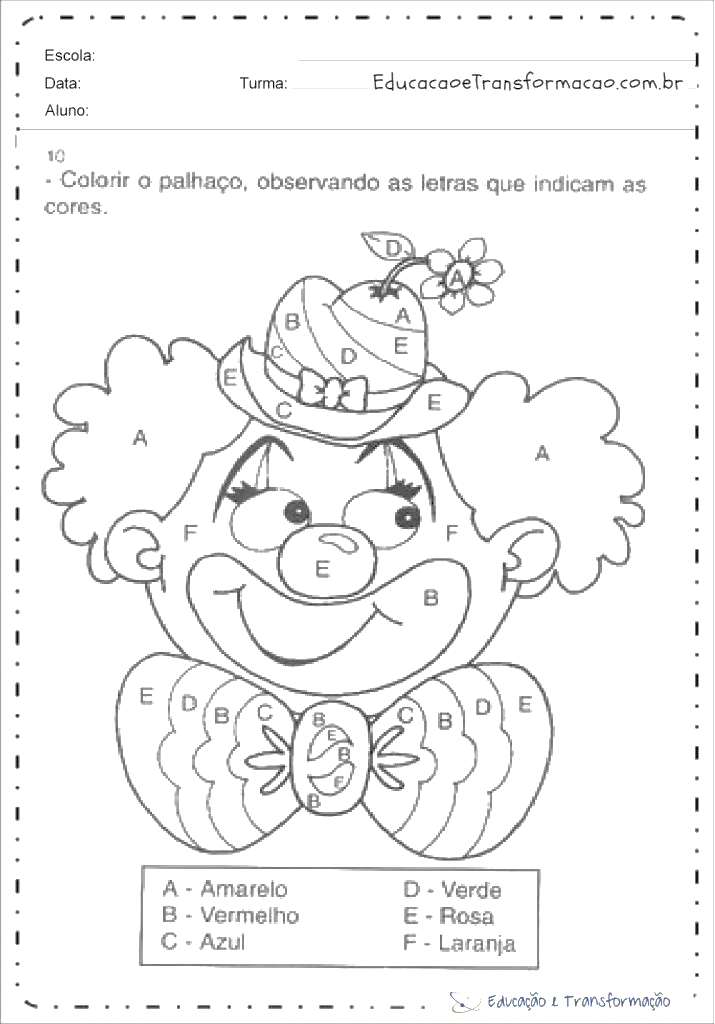 Escola:
Data: Turma: EducacaoeTransformacao.com.br
Aluno:
10
- Colorir o palhaço, observando as letras que indicam as
cores.
D
A
B A
C D E
E C E
A A
F F
E
B
E D B C B C B D E
E
B
F
B
A - Amarelo D - Verde
B - Vermelho E - Rosa
C - Azul F - Laranja
Educação e Transformação